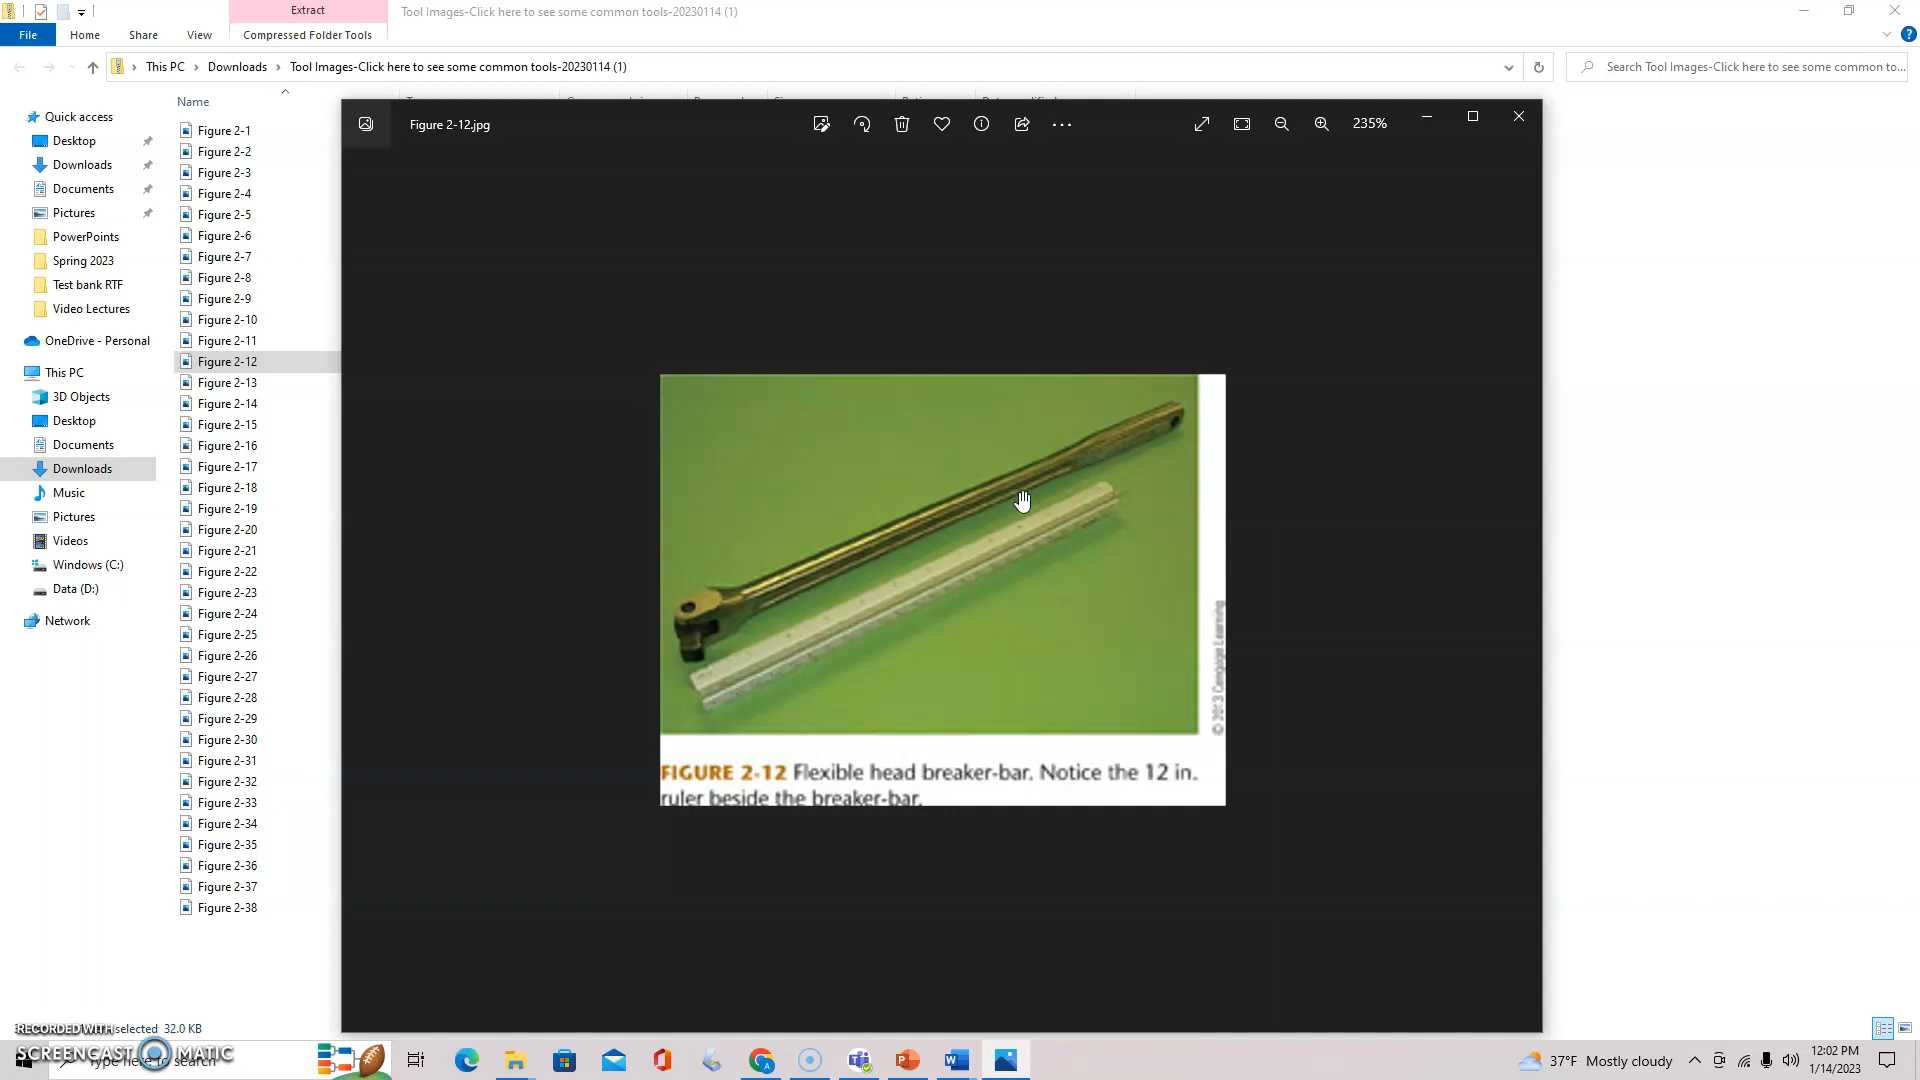 Extract
Tool Images-Click here to see some common tools-20230114 (1)
File
Home
Share
View
Compressed Folder Tools
This PC
Downloads
Tool Images-Click here to see some common tools-20230114 (1)
Search Tool Images-Click here to see some common to...
Name
Quick access
Desktop
Downloads
Documents
Pictures
PowerPoints
Spring 2023
Test bank RTF
Video Lectures
OneDrive - Personal
This PC
3D Objects
Desktop
Documents
Downloads
Music
Pictures
Videos
Windows (C:)
Data (D:)
Network
Figure 2-1
Figure 2-2
Figure 2-3
Figure 2-4
Figure 2-5
Figure 2-6
Figure 2-7
Figure 2-8
Figure 2-9
Figure 2-10
Figure 2-11
Figure 2-12
Figure 2-13
Figure 2-14
Figure 2-15
Figure 2-16
Figure 2-17
Figure 2-18
Figure 2-19
Figure 2-20
Figure 2-21
Figure 2-22
Figure 2-23
Figure 2-24
Figure 2-25
Figure 2-26
Figure 2-27
Figure 2-28
Figure 2-29
Figure 2-30
Figure 2-31
Figure 2-32
Figure 2-33
Figure 2-34
Figure 2-35
Figure 2-36
Figure 2-37
Figure 2-38
Figure 2-12.jpg
235%
© 2013 Cengage Learning
FIGURE 2-12 Flexible head breaker-bar. Notice the 12 in.
ruler beside the breaker-bar.
selected 32.0 KB
RECORDED WITH
SCREENCAST MATIC
Type here to search
37°F Mostly cloudy
12:02 PM
1/14/2023